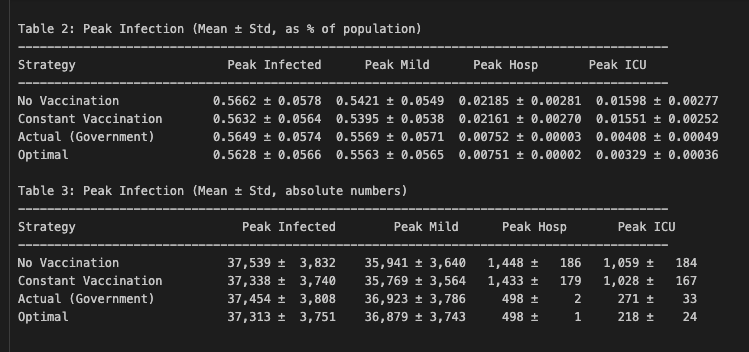 Table 2: Peak Infection (Mean ± Std, as % of population)
Strategy Peak Infected Peak Mild Peak Hosp Peak ICU
No Vaccination 0.5662 ± 0.0578 0.5421 ± 0.0549 0.02185 ± 0.00281 0.01598 ± 0.00277
Constant Vaccination 0.5632 ± 0.0564 0.5395 ± 0.0538 0.02161 ± 0.00270 0.01551 ± 0.00252
Actual (Government) 0.5649 ± 0.0574 0.5569 ± 0.0571 0.00752 ± 0.00003 0.00408 ± 0.00049
Optimal 0.5628 ± 0.0566 0.5563 ± 0.0565 0.00751 ± 0.00002 0.00329 ± 0.00036
Table 3: Peak Infection (Mean ± Std, absolute numbers)
Strategy Peak Infected Peak Mild Peak Hosp Peak ICU
No Vaccination 37,539 ± 3,832 35,941 ± 3,640 1,448 ± 186 1,059 ± 184
Constant Vaccination 37,338 ± 3,740 35,769 ± 3,564 1,433 ± 179 1,028 ± 167
Actual (Government) 37,454 ± 3,808 36,923 ± 3,786 498 ± 2 271 ± 33
Optimal 37,313 ± 3,751 36,879 ± 3,743 498 ± 1 218 ± 24